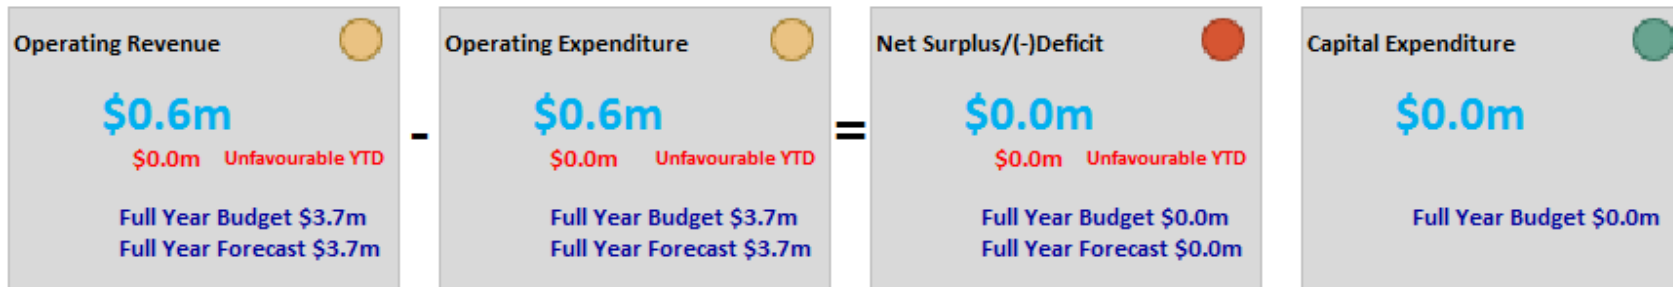 Operating Revenue
$0.6m
$0.0m Unfavourable YTD
Full Year Budget $3.7m
Full Year Forecast $3.7m
-
Operating Expenditure
$0.6m
$0.0m Unfavourable YTD
Full Year Budget $3.7m
Full Year Forecast $3.7m
=
Net Surplus/(-)Deficit
$0.0m
$0.0m Unfavourable YTD
Full Year Budget $0.0m
Full Year Forecast $0.0m
Capital Expenditure
$0.0m
Full Year Budget $0.0m